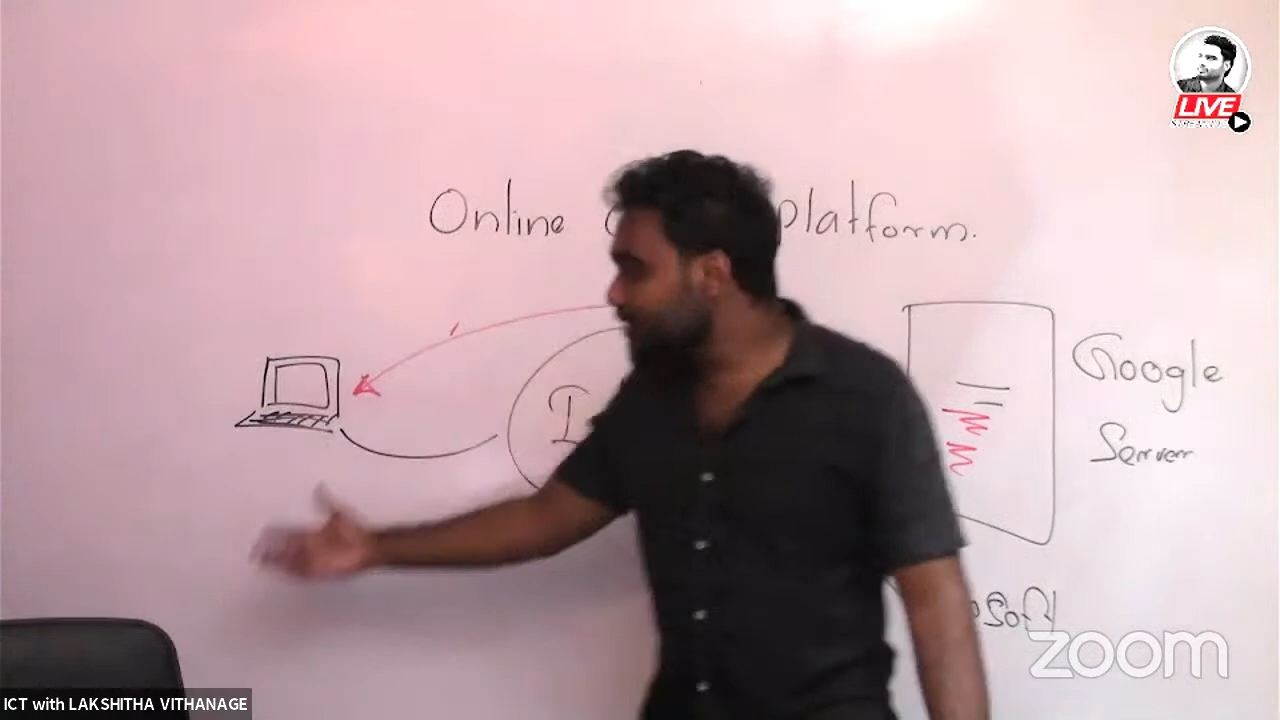 Online Platform.
Google
Server
LIVE
zoom
ICT with LAKSHITHA VITHANAGE